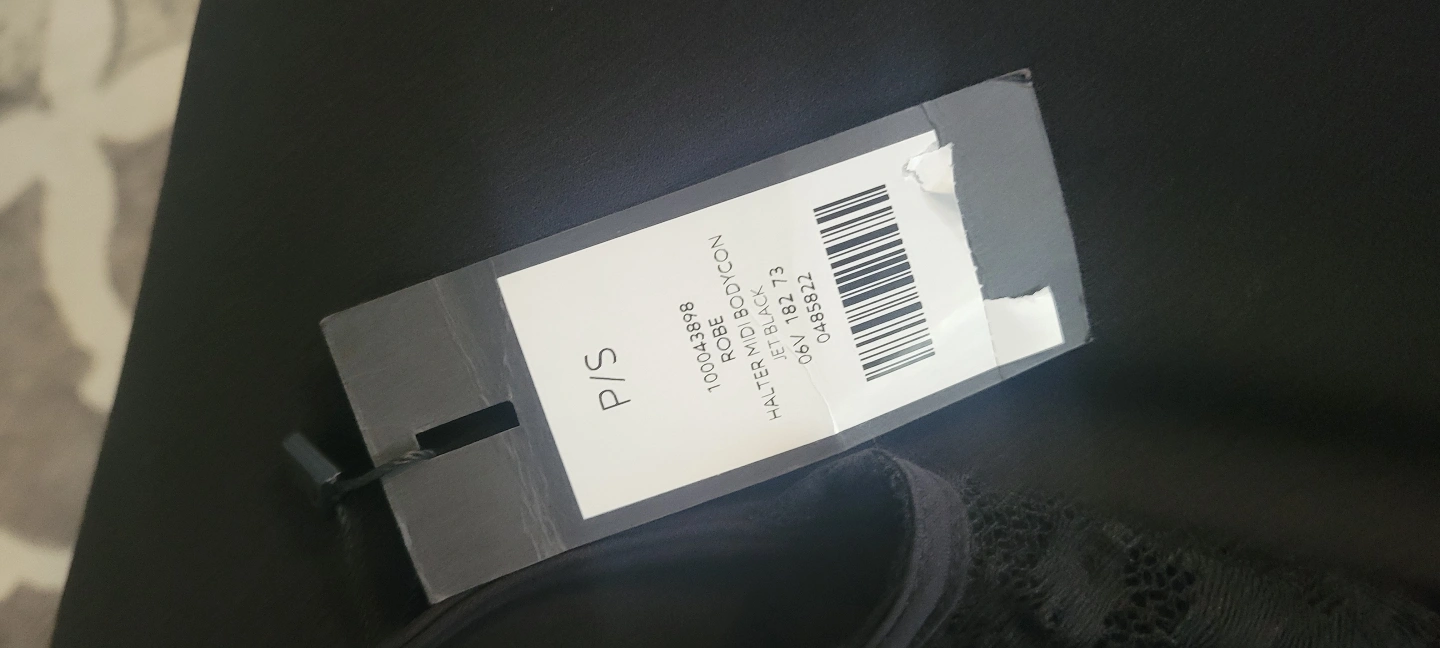 P/S
100043898
ROBE
HALTER MIDI BODYCON
JET BLACK
06V 182 73
0485822